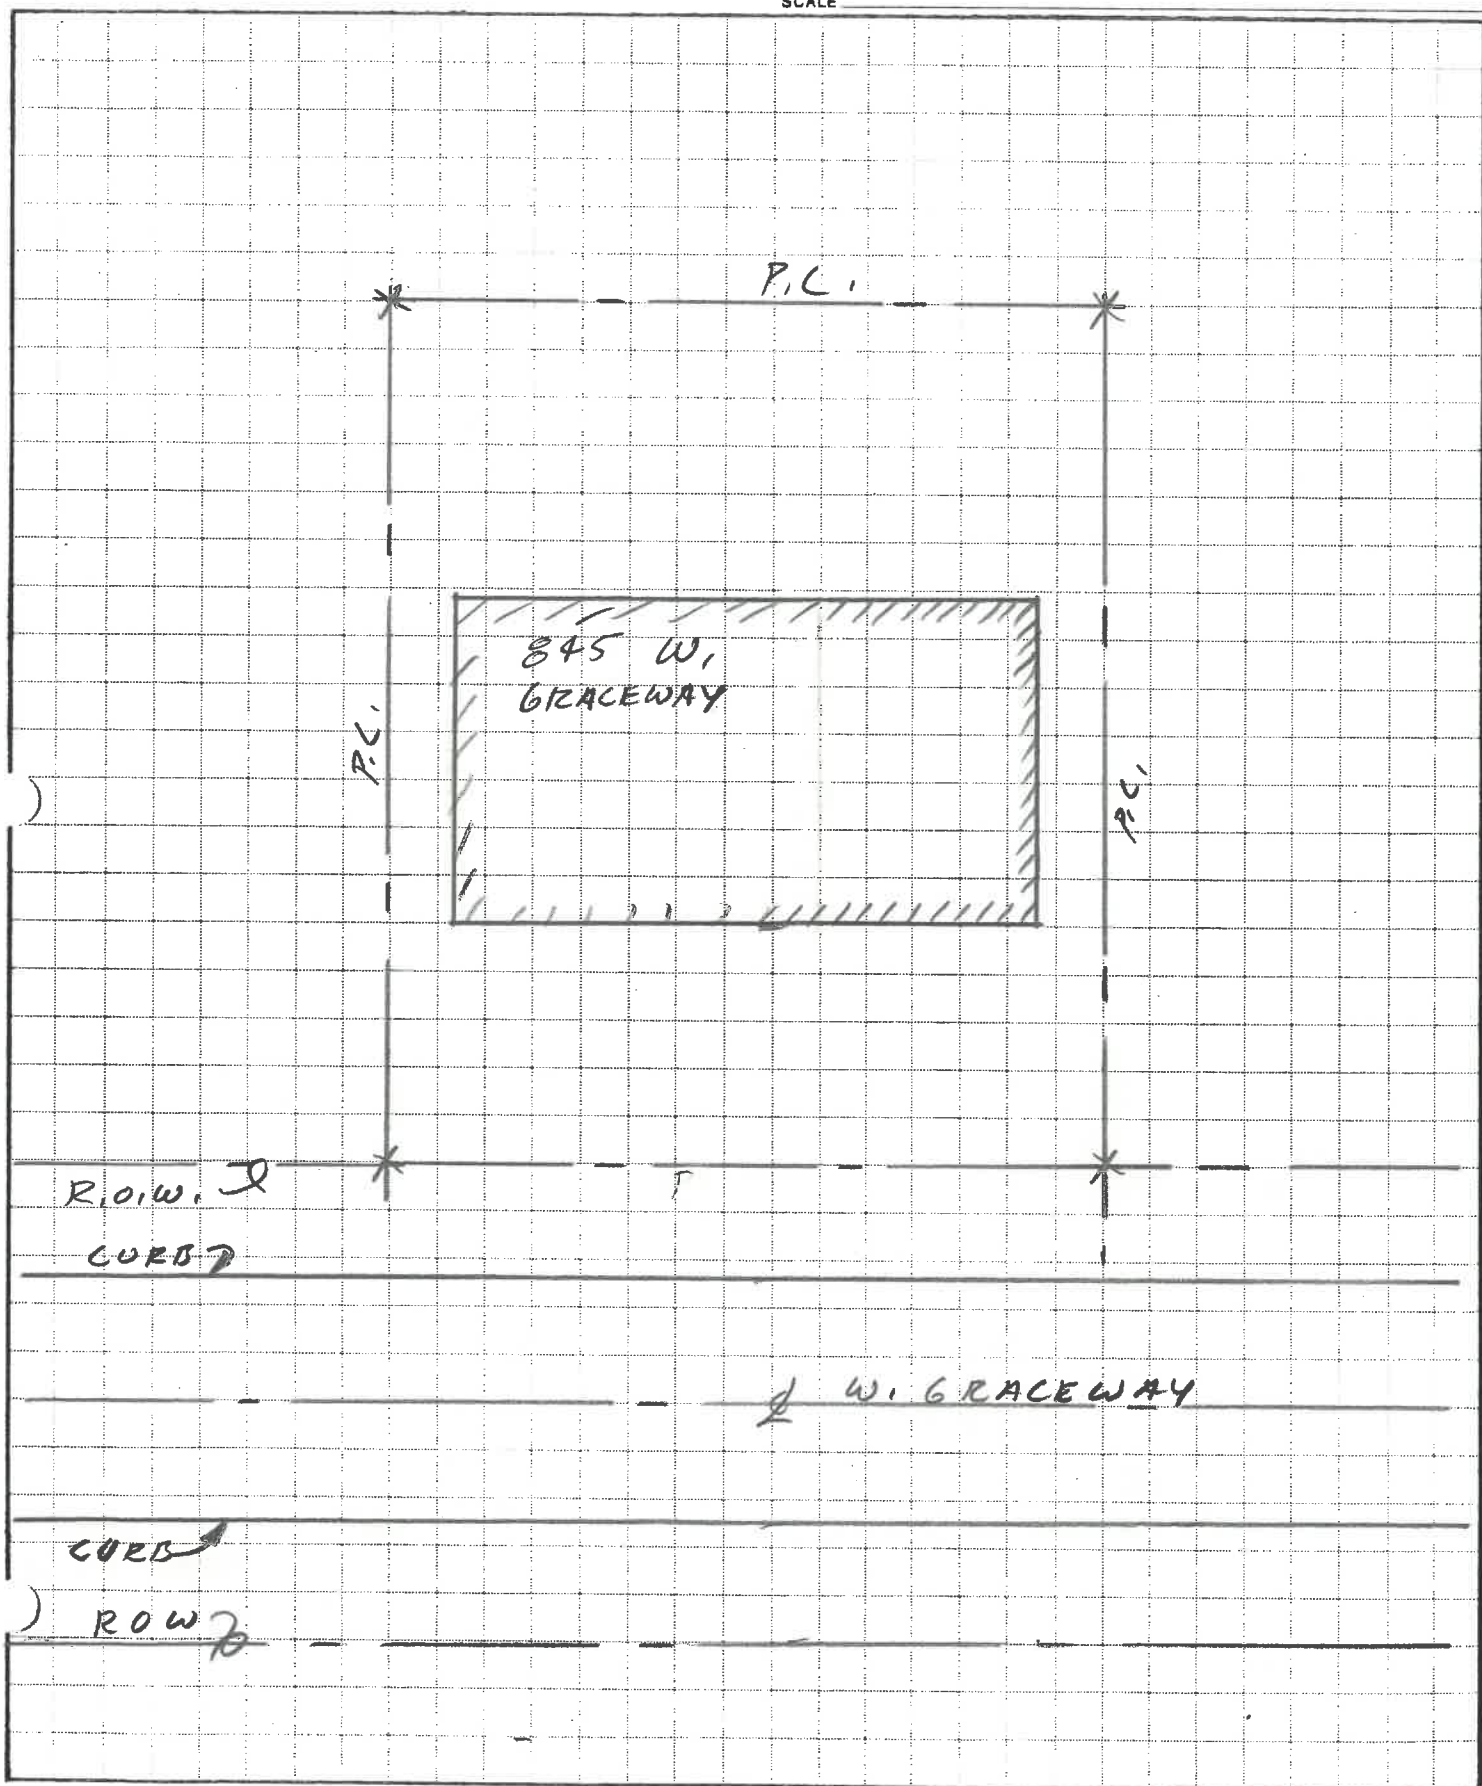 SCALE
P.L.
845 W.
GRACEWAY
P.L.
P.L.
R.O.W.
CURB
℄ W. GRACEWAY
CURB
ROW